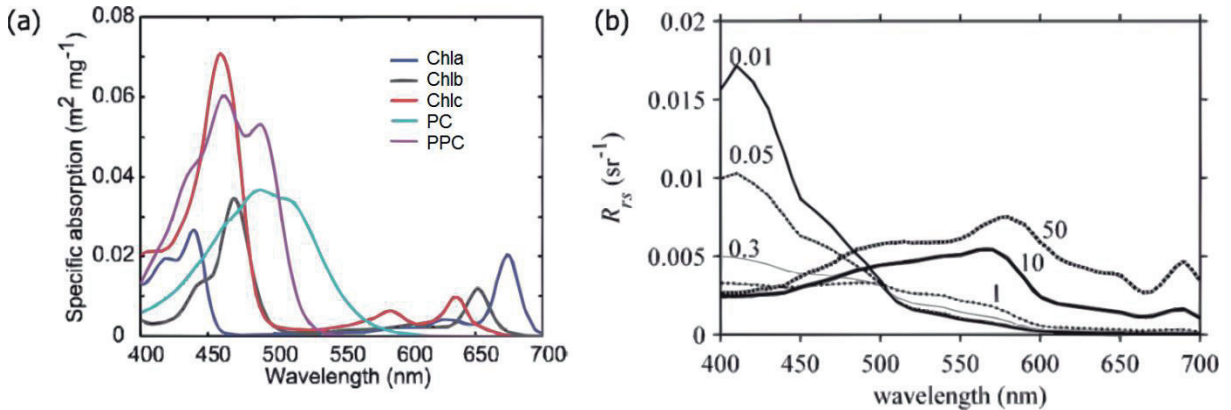 (a)
0.08
0.06
0.04
0.02
0
Specific absorption (m² mg⁻¹)
Chla
Chlb
Chlc
PC
PPC
400 450 500 550 600 650 700
Wavelength (nm)
(b)
0.02
0.015
0.01
0.005
0
R_rs (sr⁻¹)
0.01
0.05
0.3
1
10
50
400 450 500 550 600 650 700
wavelength (nm)